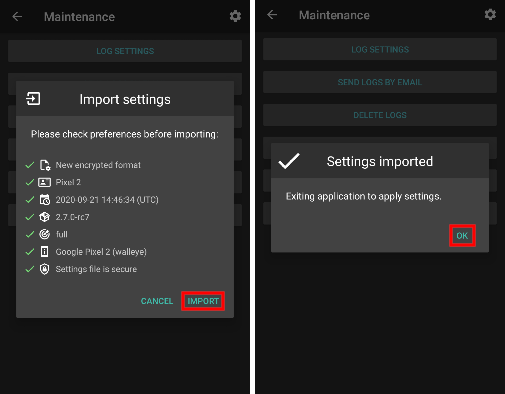 Maintenance
LOG SETTINGS
Import settings
Please check preferences before importing:
New encrypted format
Pixel 2
2020-09-21 14:46:34 (UTC)
2.7.0-rc7
full
Google Pixel 2 (walleye)
Settings file is secure
CANCEL IMPORT
Maintenance
LOG SETTINGS
SEND LOGS BY EMAIL
DELETE LOGS
Settings imported
Exiting application to apply settings.
OK